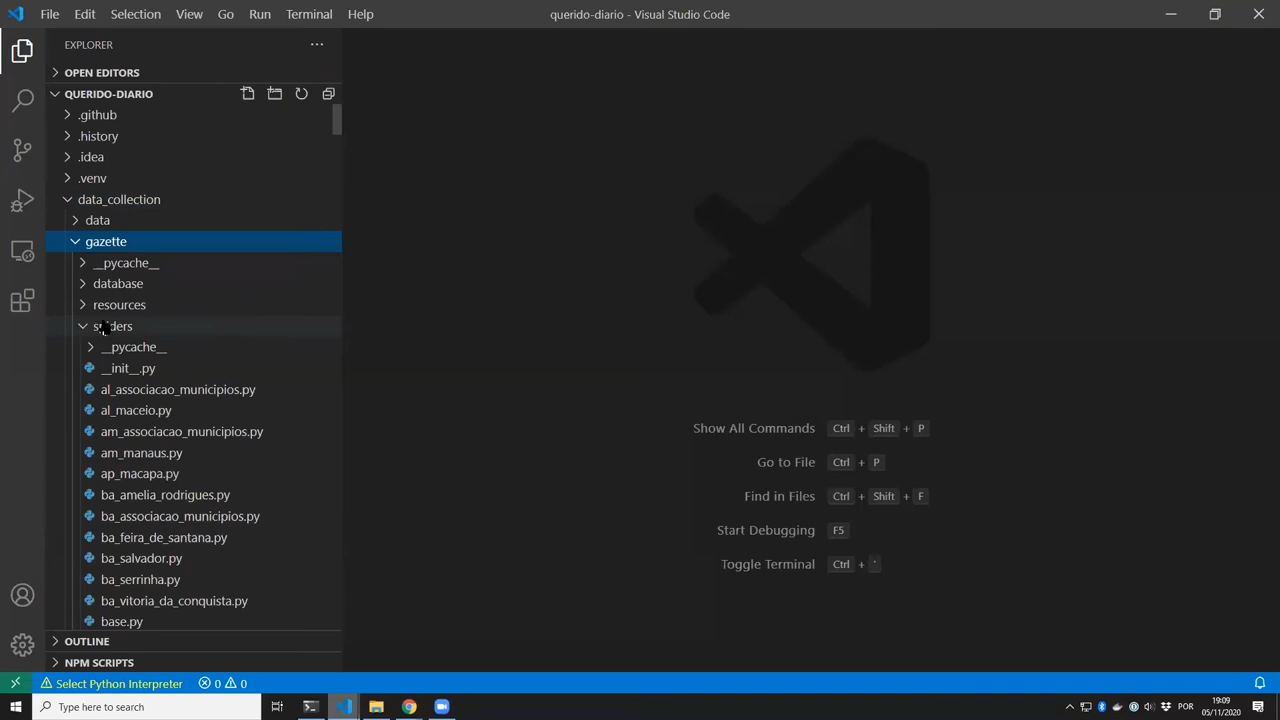 File Edit Selection View Go Run Terminal Help querido-diario - Visual Studio Code
EXPLORER
OPEN EDITORS
QUERIDO-DIARIO
.github
.history
.idea
.venv
data_collection
data
gazette
__pycache__
database
resources
__pycache__
__init__.py
al_associacao_municipios.py
al_maceio.py
am_associacao_municipios.py
am_manaus.py
ap_macapa.py
ba_amelia_rodrigues.py
ba_associacao_municipios.py
ba_feira_de_santana.py
ba_salvador.py
ba_serrinha.py
ba_vitoria_da_conquista.py
base.py
OUTLINE
NPM SCRIPTS
Show All Commands Ctrl + Shift + P
Go to File Ctrl + P
Find in Files Ctrl + Shift + F
Start Debugging F5
Toggle Terminal Ctrl + '
Select Python Interpreter 0 0
Type here to search
POR
19:09
05/11/2020